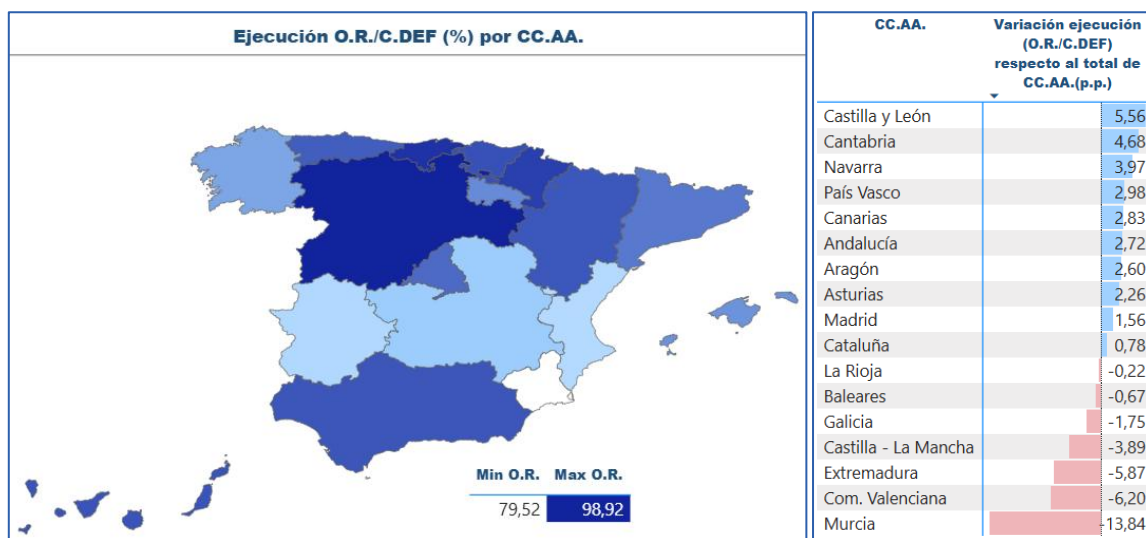 Ejecución O.R./C.DEF (%) por CC.AA.
Min O.R. Max O.R.
79,52 98,92
CC.AA. Variación ejecución
(O.R./C.DEF)
respecto al total de
CC.AA.(p.p.)
Castilla y León 5,56
Cantabria 4,68
Navarra 3,97
País Vasco 2,98
Canarias 2,83
Andalucía 2,72
Aragón 2,60
Asturias 2,26
Madrid 1,56
Cataluña 0,78
La Rioja -0,22
Baleares -0,67
Galicia -1,75
Castilla - La Mancha -3,89
Extremadura -5,87
Com. Valenciana -6,20
Murcia -13,84